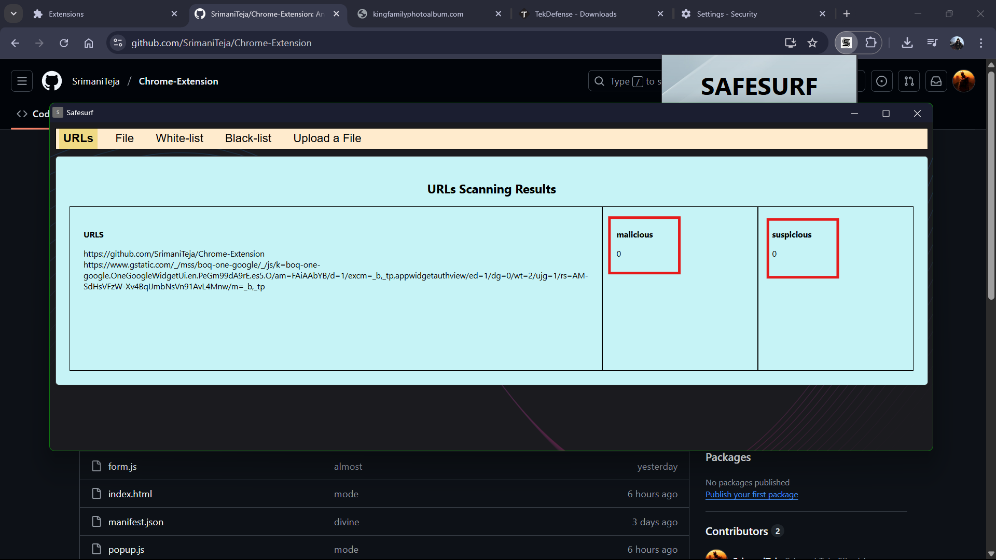 Extensions
SrimaniTeja/Chrome-Extension: Ar
kingfamilyphotoalbum.com
TekDefense - Downloads
Settings - Security
github.com/SrimaniTeja/Chrome-Extension
SrimaniTeja / Chrome-Extension
Type / to s
SAFESURF
Cod
Safesurf
URLs File White-list Black-list Upload a File
URLs Scanning Results
URLS
malicious
suspicious
https://github.com/SrimaniTeja/Chrome-Extension
0
0
https://www.gstatic.com/_/mss/boq-one-google/_/js/k=boq-one-
google.OneGoogleWidgetUi.en.PeGm99dA9rE.es5.O/am=FAiAAbYB/d=1/excm=_b,_tp,appwidgetauthview/ed=1/dg=0/wt=2/ujg=1/rs=AM-
SdHsVFzW-Xv4BqUmbNsVn91AvL4Mnw/m=_b,_tp
form.js almost yesterday
index.html mode 6 hours ago
manifest.json divine 3 days ago
popup.js mode 6 hours ago
Packages
No packages published
Publish your first package
Contributors 2